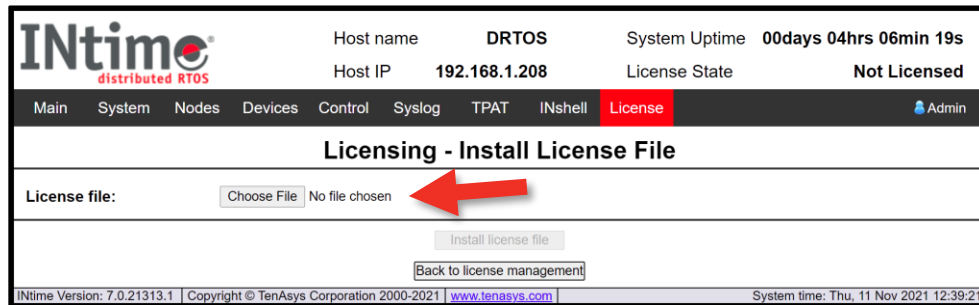 INtime® Host name DRTOS System Uptime 00days 04hrs 06min 19s
distributed RTOS Host IP 192.168.1.208 License State Not Licensed
Main System Nodes Devices Control Syslog TPAT INshell License Admin
Licensing - Install License File
License file: Choose File No file chosen
Install license file
Back to license management
INtime Version: 7.0.21313.1 Copyright © TenAsys Corporation 2000-2021 www.tenasys.com System time: Thu, 11 Nov 2021 12:39:21